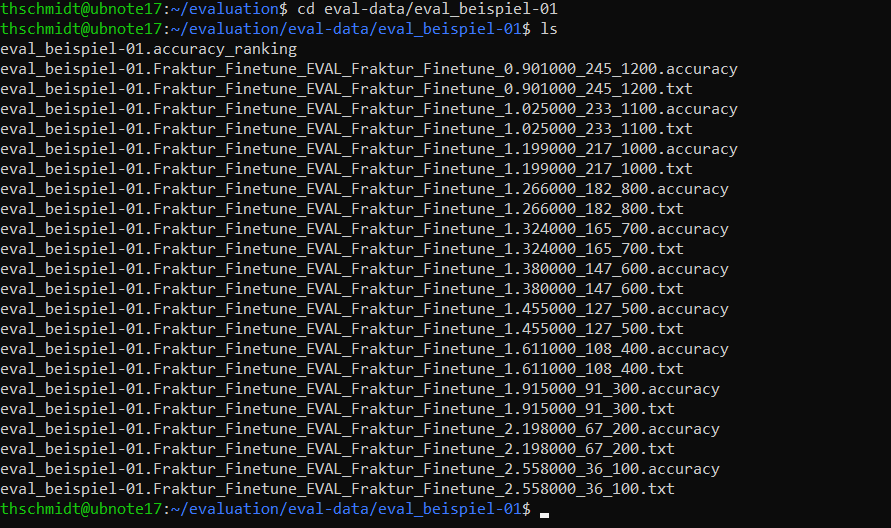 thschmidt@ubnote17:~/evaluation$ cd eval-data/eval_beispiel-01
thschmidt@ubnote17:~/evaluation/eval-data/eval_beispiel-01$ ls
eval_beispiel-01.accuracy_ranking
eval_beispiel-01.Fraktur_Finetune_EVAL_Fraktur_Finetune_0.901000_245_1200.accuracy
eval_beispiel-01.Fraktur_Finetune_EVAL_Fraktur_Finetune_0.901000_245_1200.txt
eval_beispiel-01.Fraktur_Finetune_EVAL_Fraktur_Finetune_1.025000_233_1100.accuracy
eval_beispiel-01.Fraktur_Finetune_EVAL_Fraktur_Finetune_1.025000_233_1100.txt
eval_beispiel-01.Fraktur_Finetune_EVAL_Fraktur_Finetune_1.199000_217_1000.accuracy
eval_beispiel-01.Fraktur_Finetune_EVAL_Fraktur_Finetune_1.199000_217_1000.txt
eval_beispiel-01.Fraktur_Finetune_EVAL_Fraktur_Finetune_1.266000_182_800.accuracy
eval_beispiel-01.Fraktur_Finetune_EVAL_Fraktur_Finetune_1.266000_182_800.txt
eval_beispiel-01.Fraktur_Finetune_EVAL_Fraktur_Finetune_1.324000_165_700.accuracy
eval_beispiel-01.Fraktur_Finetune_EVAL_Fraktur_Finetune_1.324000_165_700.txt
eval_beispiel-01.Fraktur_Finetune_EVAL_Fraktur_Finetune_1.380000_147_600.accuracy
eval_beispiel-01.Fraktur_Finetune_EVAL_Fraktur_Finetune_1.380000_147_600.txt
eval_beispiel-01.Fraktur_Finetune_EVAL_Fraktur_Finetune_1.455000_127_500.accuracy
eval_beispiel-01.Fraktur_Finetune_EVAL_Fraktur_Finetune_1.455000_127_500.txt
eval_beispiel-01.Fraktur_Finetune_EVAL_Fraktur_Finetune_1.611000_108_400.accuracy
eval_beispiel-01.Fraktur_Finetune_EVAL_Fraktur_Finetune_1.611000_108_400.txt
eval_beispiel-01.Fraktur_Finetune_EVAL_Fraktur_Finetune_1.915000_91_300.accuracy
eval_beispiel-01.Fraktur_Finetune_EVAL_Fraktur_Finetune_1.915000_91_300.txt
eval_beispiel-01.Fraktur_Finetune_EVAL_Fraktur_Finetune_2.198000_67_200.accuracy
eval_beispiel-01.Fraktur_Finetune_EVAL_Fraktur_Finetune_2.198000_67_200.txt
eval_beispiel-01.Fraktur_Finetune_EVAL_Fraktur_Finetune_2.558000_36_100.accuracy
eval_beispiel-01.Fraktur_Finetune_EVAL_Fraktur_Finetune_2.558000_36_100.txt
thschmidt@ubnote17:~/evaluation/eval-data/eval_beispiel-01$